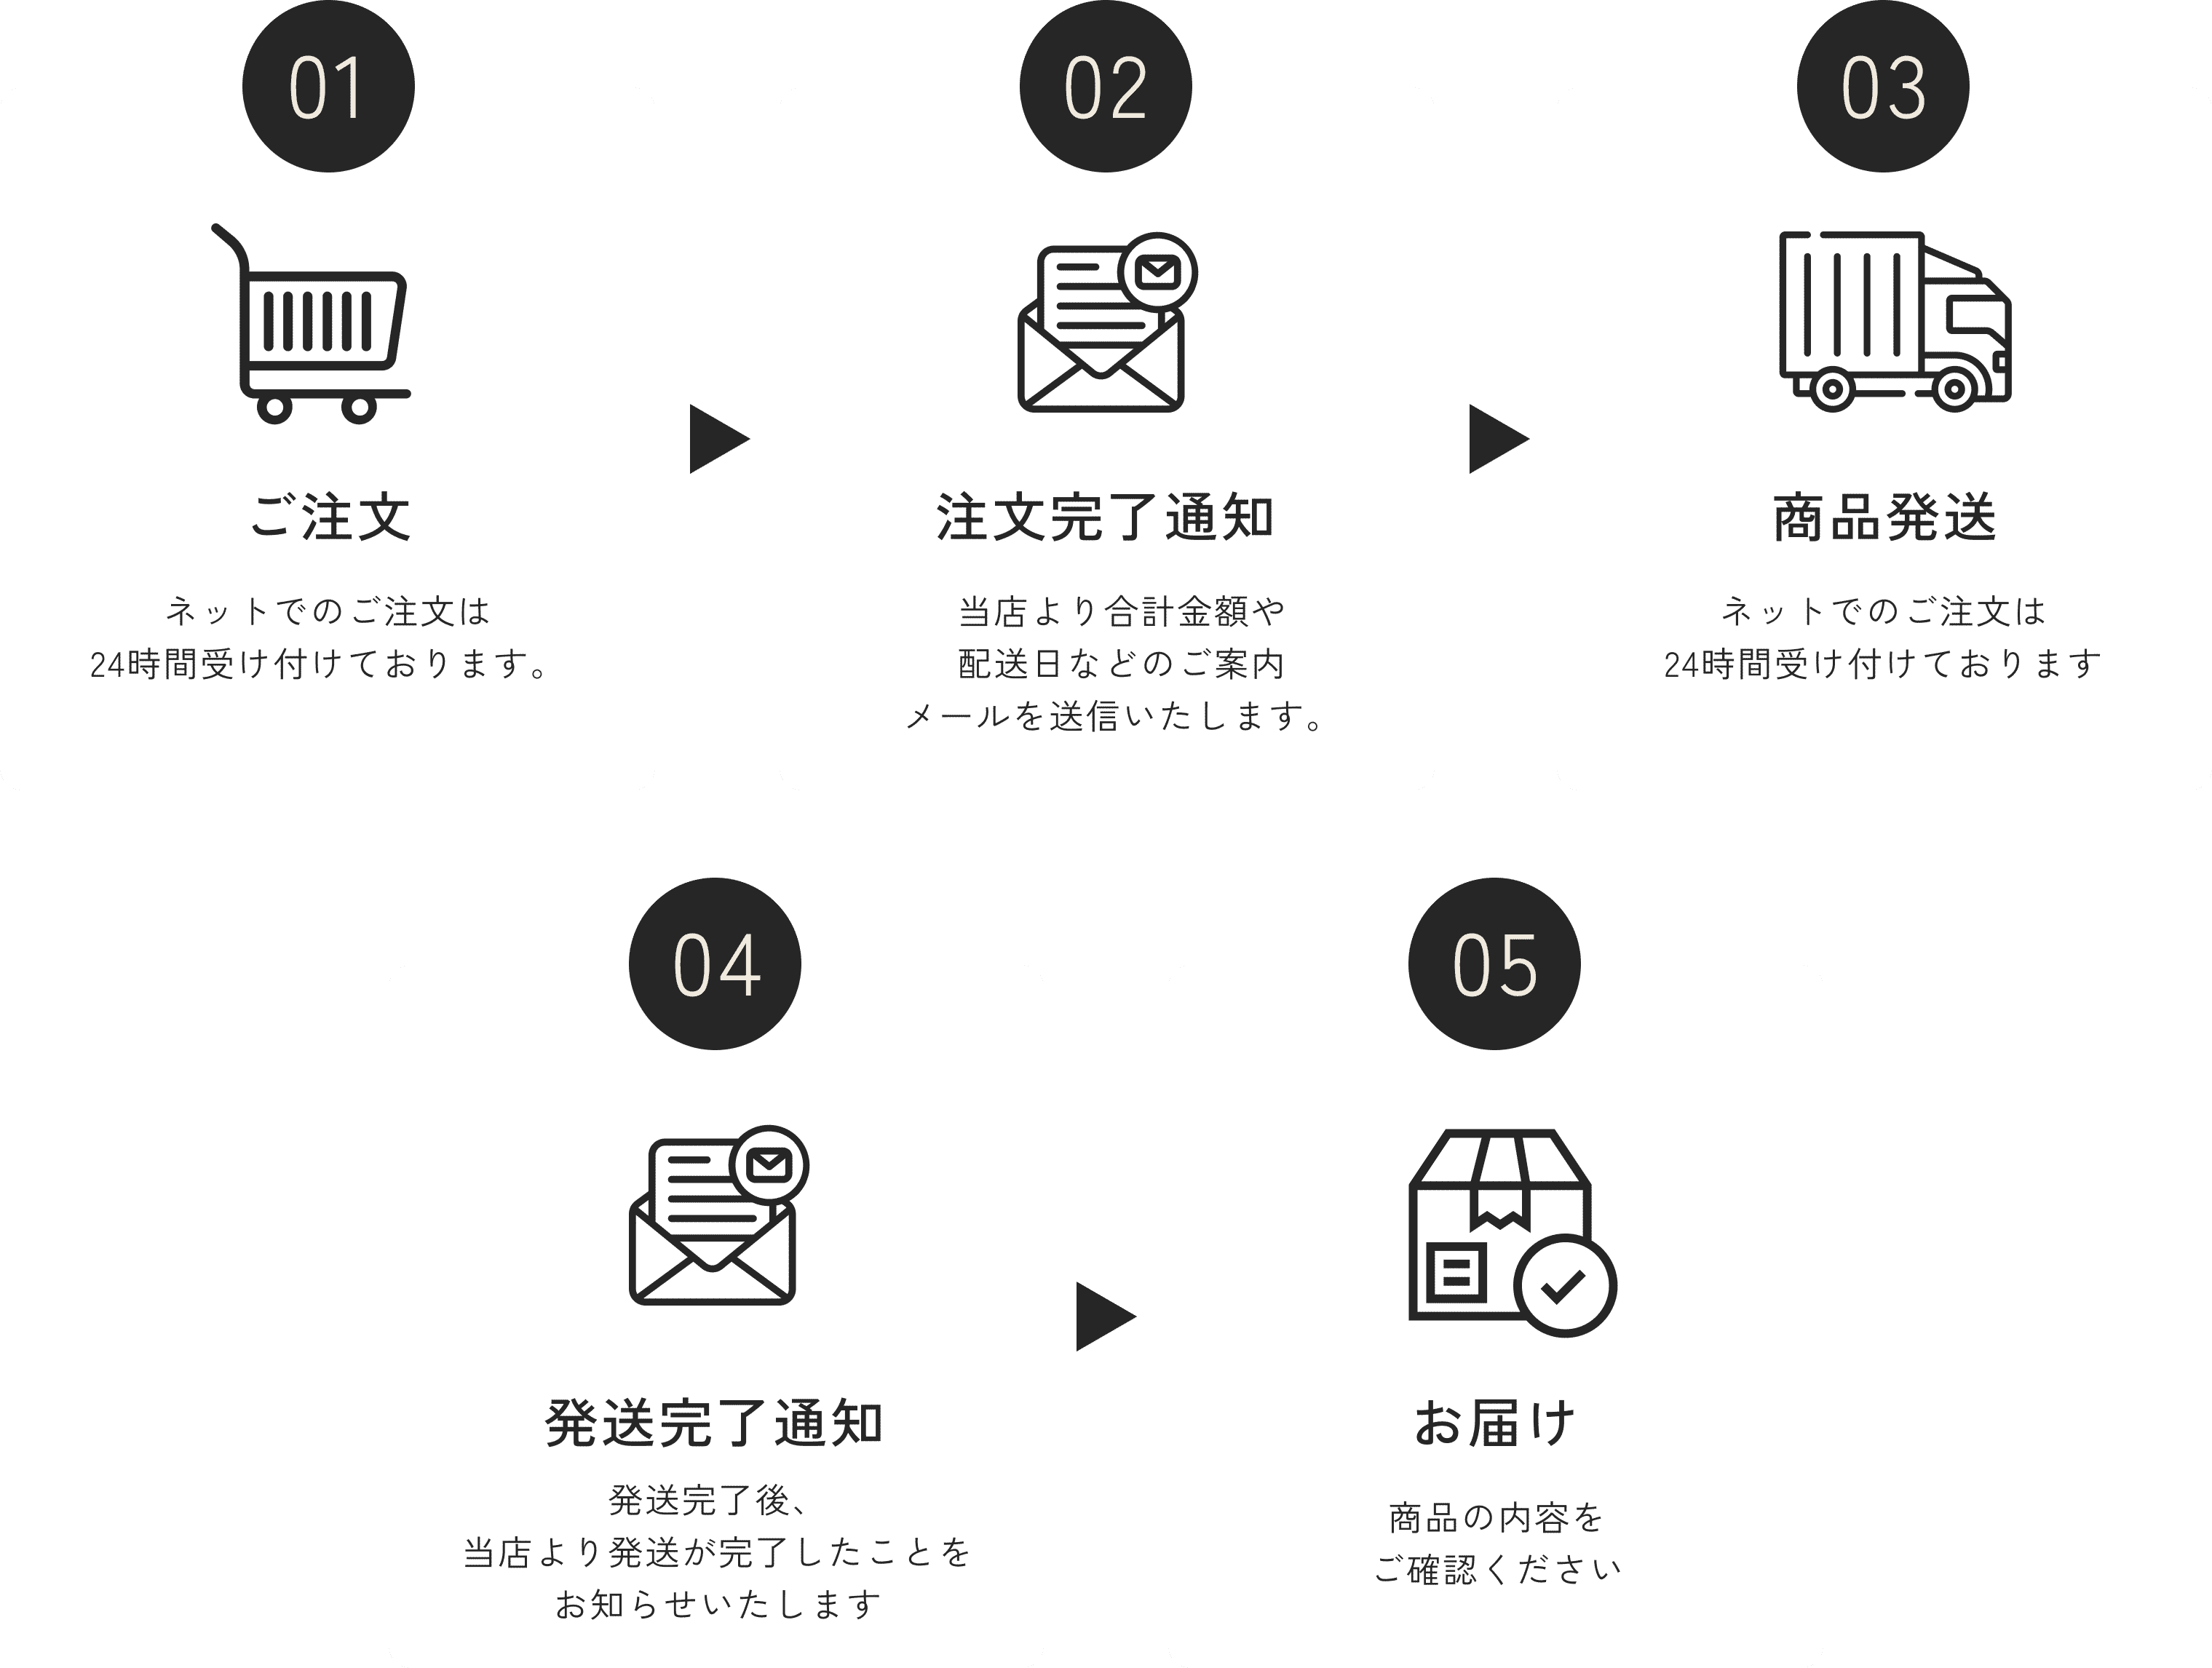 01
ご注文
ネットでのご注文は
24時間受け付けております。
02
注文完了通知
当店より合計金額や
配送日などのご案内
メールを送信いたします。
03
商品発送
ネットでのご注文は
24時間受け付けております
04
発送完了通知
発送完了後、
当店より発送が完了したことを
お知らせいたします
05
お届け
商品の内容を
ご確認ください